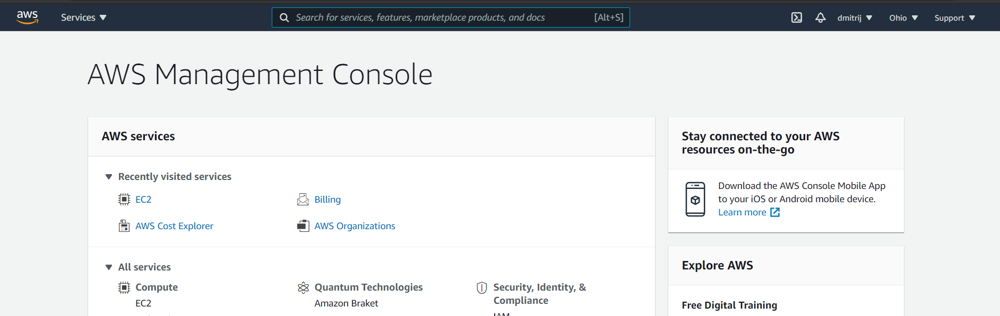 aws
Services
Search for services, features, marketplace products, and docs
[Alt+S]
dmitrij
Ohio
Support
AWS Management Console
AWS services
Recently visited services
EC2
Billing
AWS Cost Explorer
AWS Organizations
All services
Compute
EC2
Quantum Technologies
Amazon Braket
Security, Identity, &
Compliance
IAM
Stay connected to your AWS
resources on-the-go
Download the AWS Console Mobile App
to your iOS or Android mobile device.
Learn more
Explore AWS
Free Digital Training